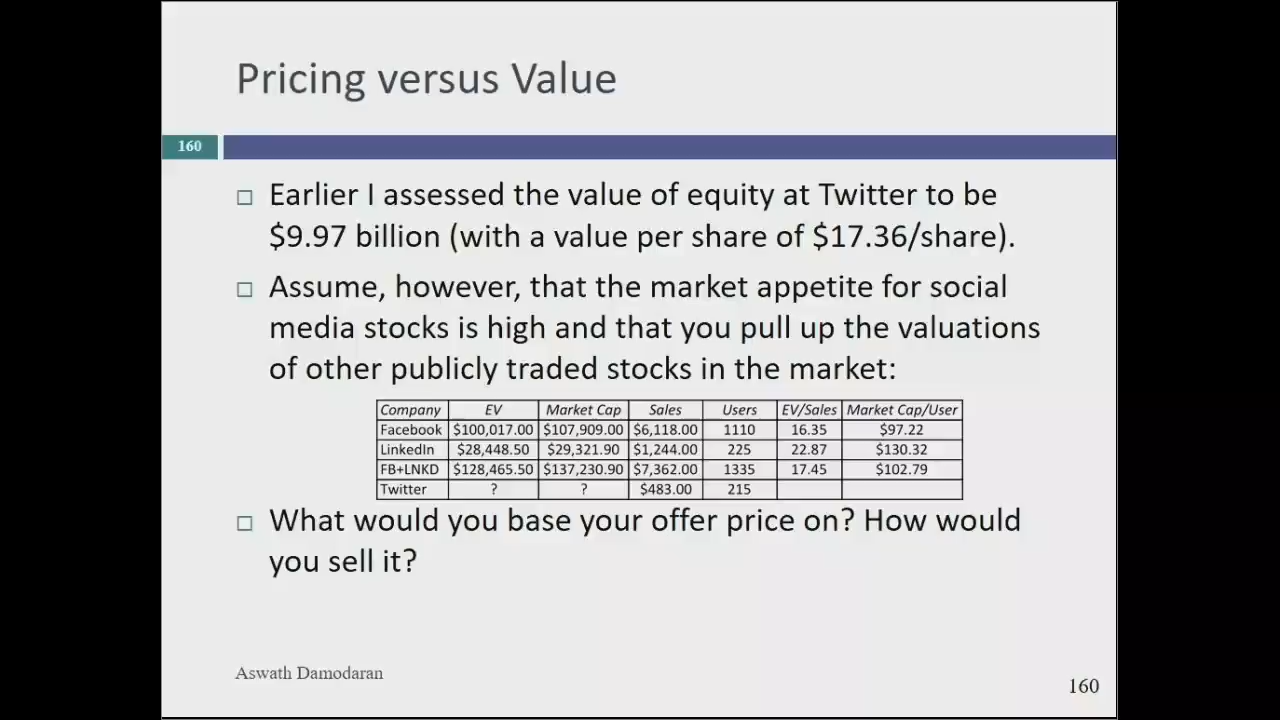 Pricing versus Value
160
□ Earlier I assessed the value of equity at Twitter to be
$9.97 billion (with a value per share of $17.36/share).
□ Assume, however, that the market appetite for social
media stocks is high and that you pull up the valuations
of other publicly traded stocks in the market:
Company EV Market Cap Sales Users EV/Sales Market Cap/User
Facebook $100,017.00 $107,909.00 $6,118.00 1110 16.35 $97.22
LinkedIn $28,448.50 $29,321.90 $1,244.00 225 22.87 $130.32
FB+LNKD $128,465.50 $137,230.90 $7,362.00 1335 17.45 $102.79
Twitter ? ? $483.00 215
□ What would you base your offer price on? How would
you sell it?
Aswath Damodaran
160